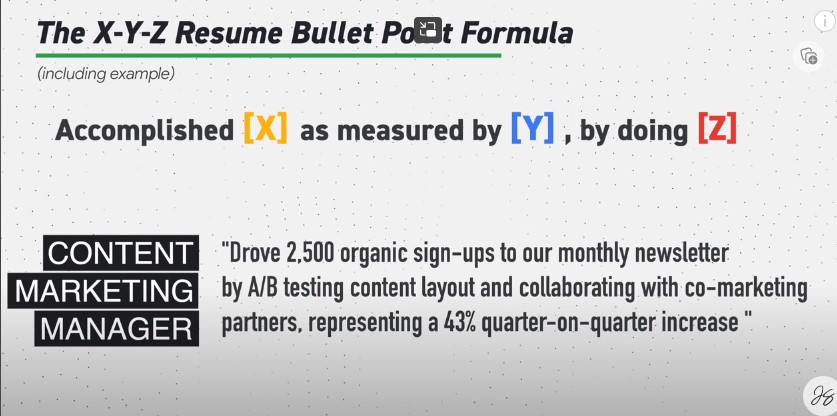 The X-Y-Z Resume Bullet Po t Formula
(including example)
Accomplished [X] as measured by [Y] , by doing [Z]
CONTENT
MARKETING
MANAGER
"Drove 2,500 organic sign-ups to our monthly newsletter
by A/B testing content layout and collaborating with co-marketing
partners, representing a 43% quarter-on-quarter increase "